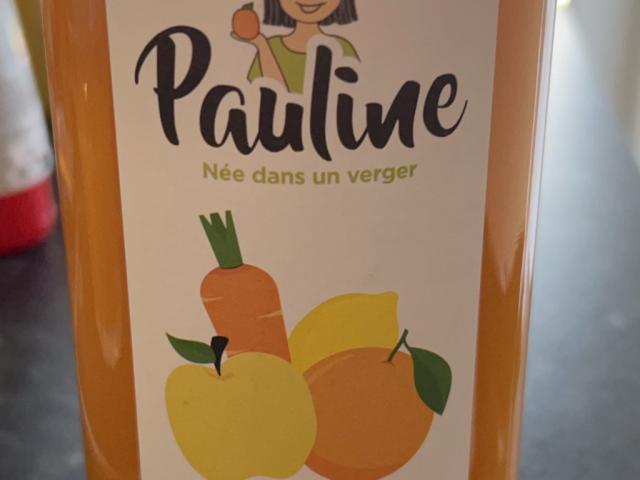 Pauline
Née dans un verger